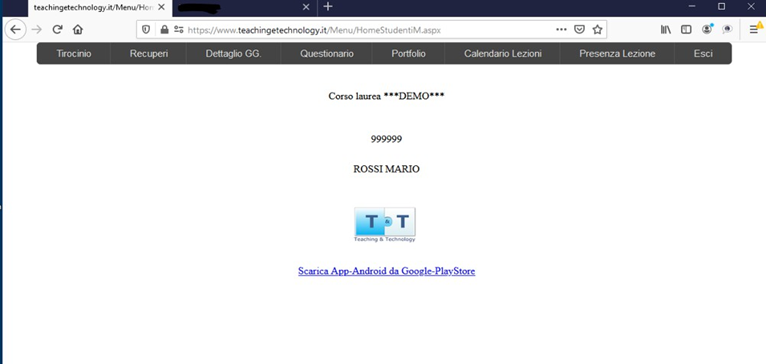 teachingetechnology.it/Menu/Hom
https://www.teachingetechnology.it/Menu/HomeStudentiM.aspx
Tirocinio Recuperi Dettaglio GG. Questionario Portfolio Calendario Lezioni Presenza Lezione Esci
Corso laurea ***DEMO***
999999
ROSSI MARIO
T & T
Teaching & Technology
Scarica App-Android da Google-PlayStore